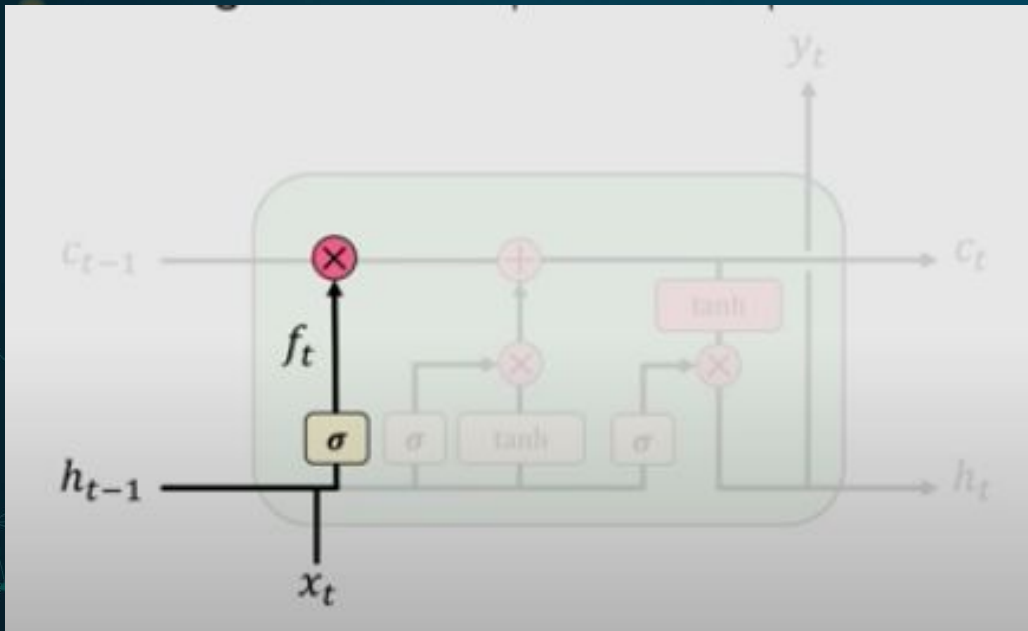 y_t
c_{t-1} × + c_t
tanh
f_t × ×
σ σ tanh σ
h_{t-1} h_t
x_t